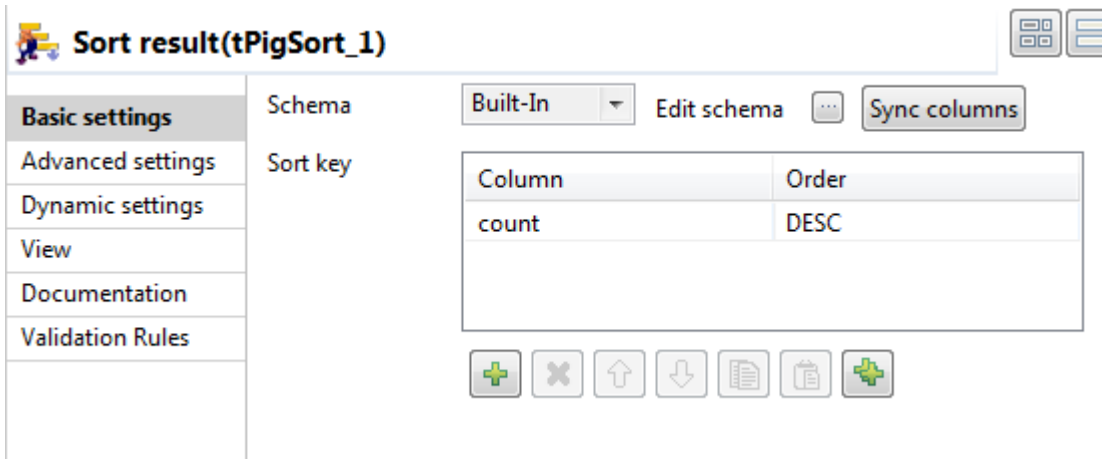 Sort result(tPigSort_1)
Basic settings
Advanced settings
Dynamic settings
View
Documentation
Validation Rules
Schema Built-In Edit schema ... Sync columns
Sort key
Column Order
count DESC